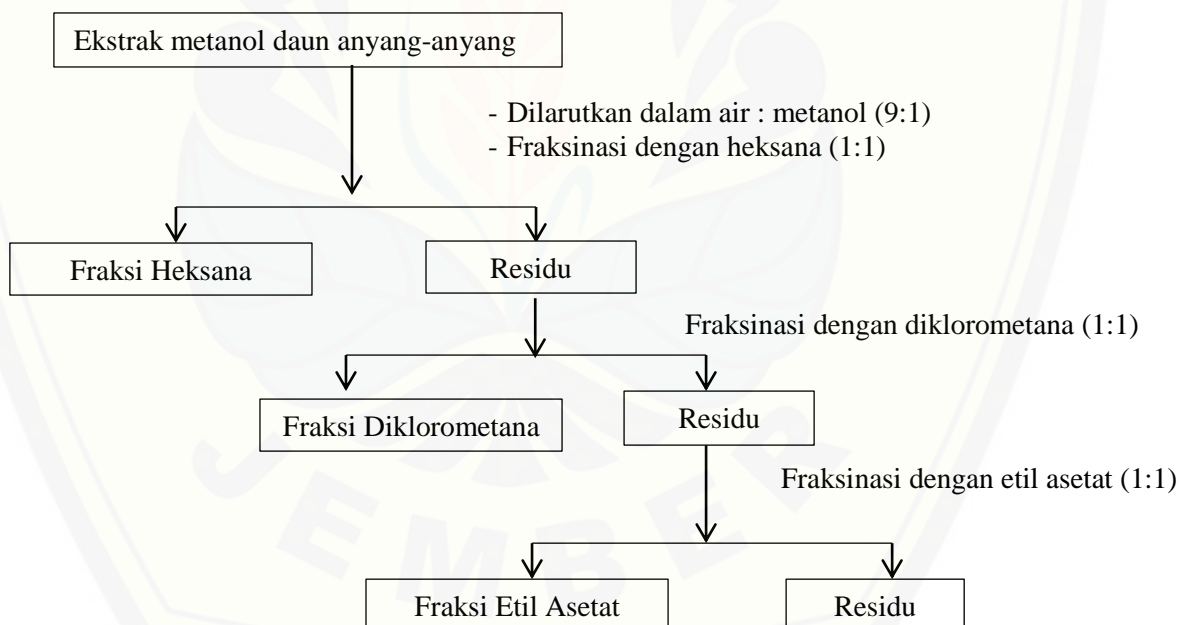 Ekstrak metanol daun anyang-anyang
- Dilarutkan dalam air : metanol (9:1)
- Fraksinasi dengan heksana (1:1)
Fraksi Heksana
Residu
Fraksinasi dengan diklorometana (1:1)
Fraksi Diklorometana
Residu
Fraksinasi dengan etil asetat (1:1)
Fraksi Etil Asetat
Residu
JEMBER